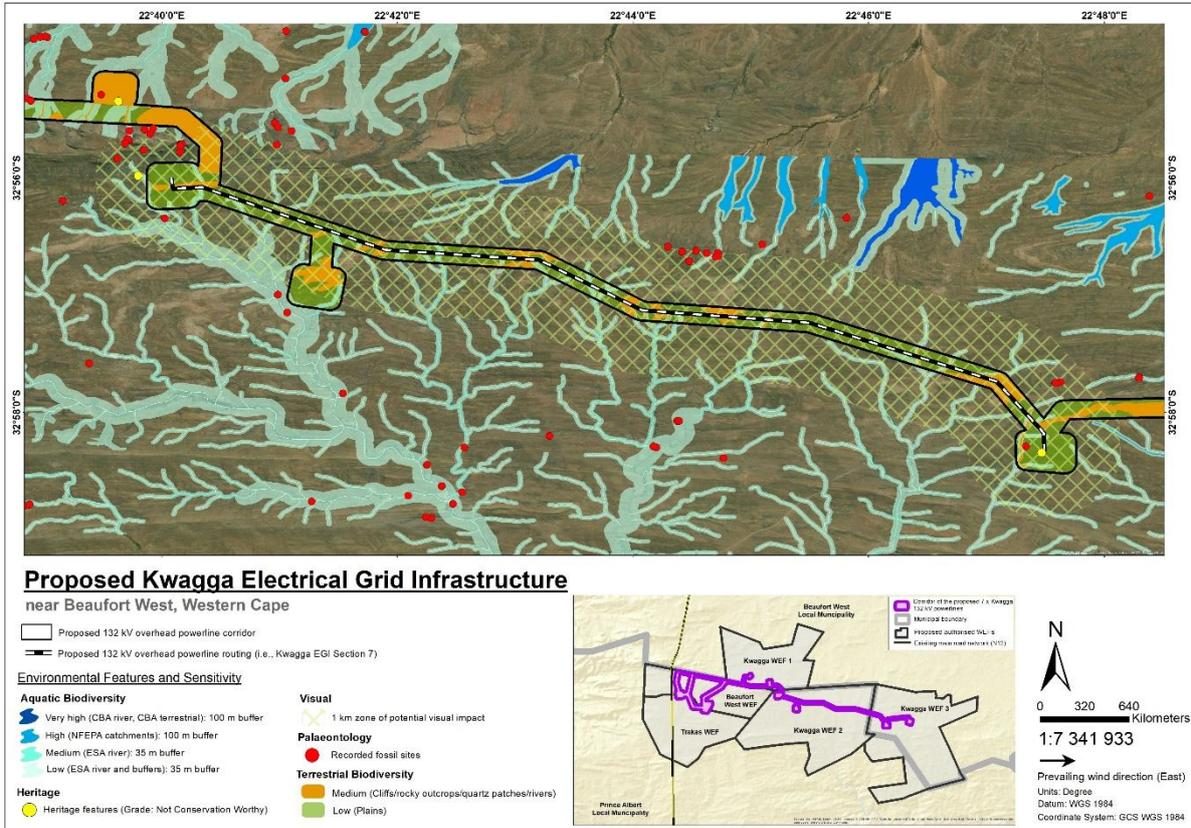 22°40'0"E 22°42'0"E 22°44'0"E 22°46'0"E 22°48'0"E
32°56'0"S 32°56'0"S
32°58'0"S 32°58'0"S
Proposed Kwagga Electrical Grid Infrastructure
near Beaufort West, Western Cape
Proposed 132 kV overhead powerline corridor
Proposed 132 kV overhead powerline routing (i.e., Kwagga EGI Section 7)
Environmental Features and Sensitivity
Aquatic Biodiversity
Very high (CBA river, CBA terrestrial): 100 m buffer
High (NFEPA catchments): 100 m buffer
Medium (ESA river): 35 m buffer
Low (ESA river and buffers): 35 m buffer
Heritage
Heritage features (Grade: Not Conservation Worthy)
Visual
1 km zone of potential visual impact
Palaeontology
Recorded fossil sites
Terrestrial Biodiversity
Medium (Cliffs/rocky outcrops/quartz patches/rivers)
Low (Plains)
Beaufort West
Local Muncipality
Corridor of the proposed 7 x Kwagga
132 kV powerlines
Municipal boundary
Proposed authorised WEFs
Existing main road network (N12)
Kwagga WEF 1
Beaufort
West WEF
Kwagga WEF 3
Trakas WEF
Kwagga WEF 2
Prince Albert
Local Muncipality
N
0 320 640
Kilometers
1:7 341 933
Prevailing wind direction (East)
Units: Degree
Datum: WGS 1984
Coordinate System: GCS WGS 1984